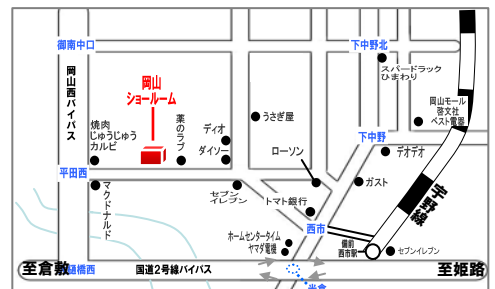 御南中口
下中野北
スパードラック
ひまわり
岡山西バイパス
岡山
ショールーム
岡山モール
啓文社
ベスト電器
焼肉
じゅうじゅう
カルビ
薬のラブ
ディオ
ダイソー
うさぎ屋
下中野
ローソン
デオデオ
平田西
マクドナルド
セブン
イレブン
トマト銀行
ガスト
宇野線
西市
ホームセンタータイム
ヤマダ電機
備前
西市駅
セブンイレブン
至倉敷
樋橋西
国道2号線バイパス
至姫路
米倉